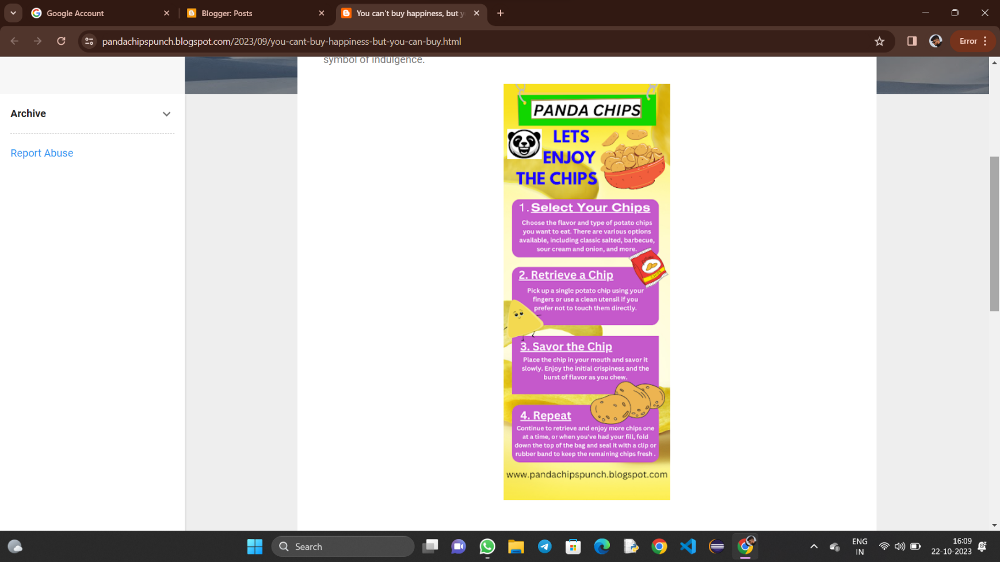 Google Account
Blogger: Posts
You can't buy happiness, but y
pandachipspunch.blogspot.com/2023/09/you-cant-buy-happiness-but-you-can-buy.html
Error
symbol of indulgence.
Archive
Report Abuse
PANDA CHIPS
LETS
ENJOY
THE CHIPS
1. Select Your Chips
Choose the flavor and type of potato chips
you want to eat. There are various options
available, including classic salted, barbecue,
sour cream and onion, and more.
2. Retrieve a Chip
Pick up a single potato chip using your
fingers or use a clean utensil if you
prefer not to touch them directly.
3. Savor the Chip
Place the chip in your mouth and savor it
slowly. Enjoy the initial crispiness and the
burst of flavor as you chew.
4. Repeat
Continue to retrieve and enjoy more chips one
at a time, or when you've had your fill, fold
down the top of the bag and seal it with a clip or
rubber band to keep the remaining chips fresh .
www.pandachipspunch.blogspot.com
Search
ENG
IN
16:09
22-10-2023